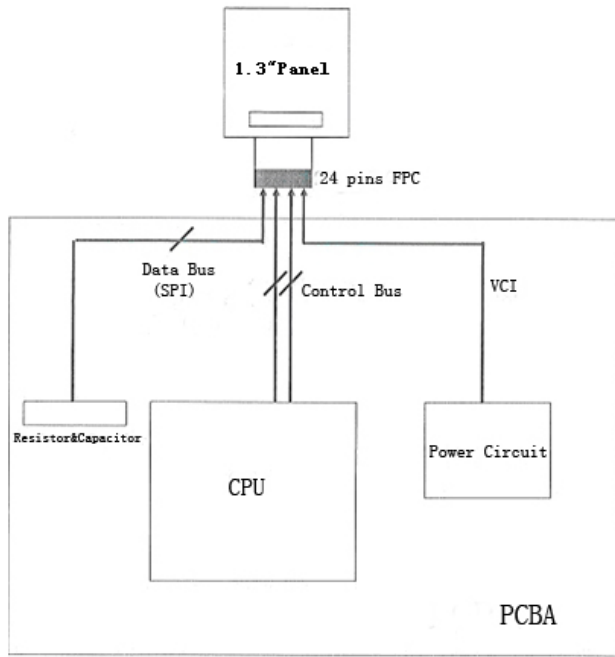 1.3"Panel
24 pins FPC
Data Bus
(SPI)
Control Bus
VCI
Resistor&Capacitor
CPU
Power Circuit
PCBA